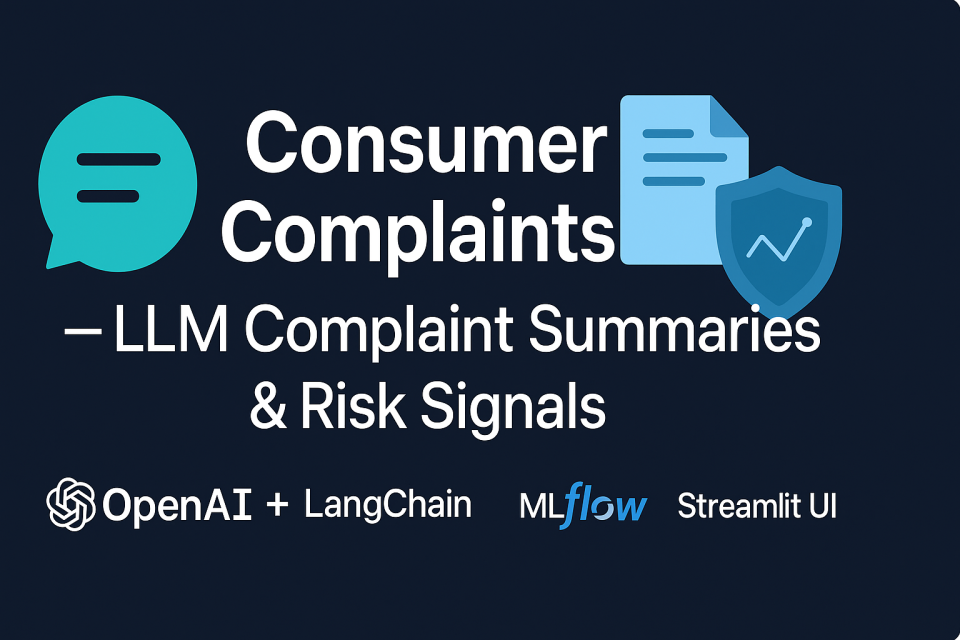 Consumer
Complaints
– LLM Complaint Summaries
& Risk Signals
OpenAI + LangChain MLflow Streamlit UI